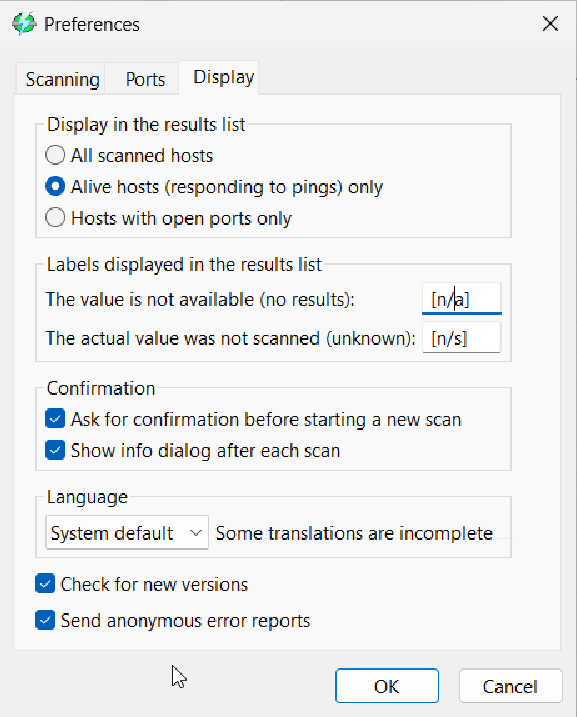 Preferences
Scanning Ports Display
Display in the results list
All scanned hosts
Alive hosts (responding to pings) only
Hosts with open ports only
Labels displayed in the results list
The value is not available (no results): [n/a]
The actual value was not scanned (unknown): [n/s]
Confirmation
Ask for confirmation before starting a new scan
Show info dialog after each scan
Language
System default Some translations are incomplete
Check for new versions
Send anonymous error reports
OK Cancel